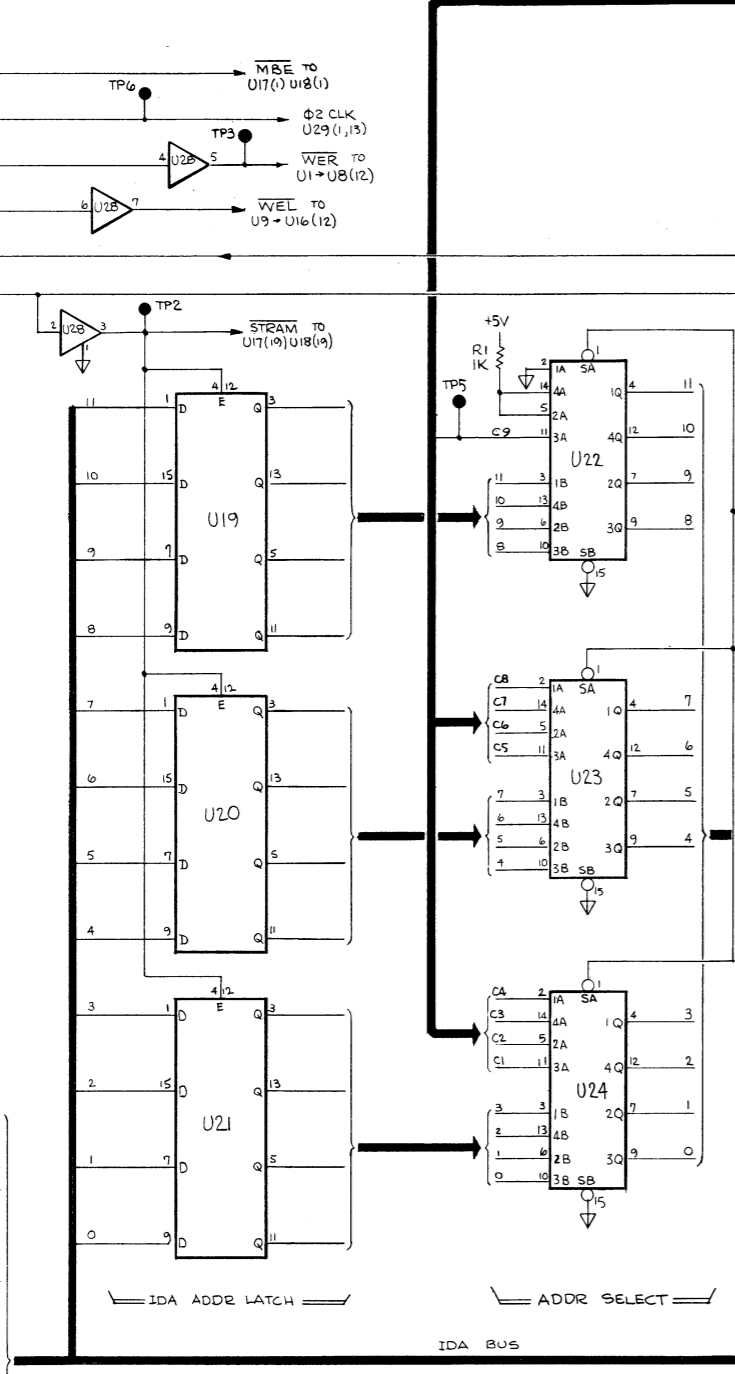 MBE TO
U17(1) U18(1)
TP6
Φ2 CLK
U29(1,13)
TP3
4 U28 5
WER TO
U1→U8(12)
6 U28 7
WEL TO
U9→U16(12)
TP2
2 U28 3
1
STRAM TO
U17(19) U18(19)
+5V
R1
1K
TP5
C9
4 12
E
11 1 D Q 3
10 15 D Q 13
U19
9 7 D Q 5
8 9 D Q 11
1
2 1A SA 1Q 4 11
14 4A
5 2A
11 3A 4Q 12 10
U22
11 3 1B 2Q 7 9
10 13 4B
9 6 2B 3Q 9 8
8 10 3B SB
15
4 12
E
7 1 D Q 3
6 15 D Q 13
U20
5 7 D Q 5
4 9 D Q 11
1
C8 2 1A SA
C7 14 4A 1Q 4 7
C6 5 2A
C5 11 3A 4Q 12 6
U23
7 3 1B 2Q 7 5
6 13 4B
5 6 2B 3Q 9 4
4 10 3B SB
15
4 12
E
3 1 D Q 3
2 15 D Q 13
U21
1 7 D Q 5
0 9 D Q 11
1
C4 2 1A SA
C3 14 4A 1Q 4 3
C2 5 2A
C1 11 3A 4Q 12 2
U24
3 3 1B 2Q 7 1
2 13 4B
1 6 2B 3Q 9 0
0 10 3B SB
15
IDA ADDR LATCH
ADDR SELECT
IDA BUS